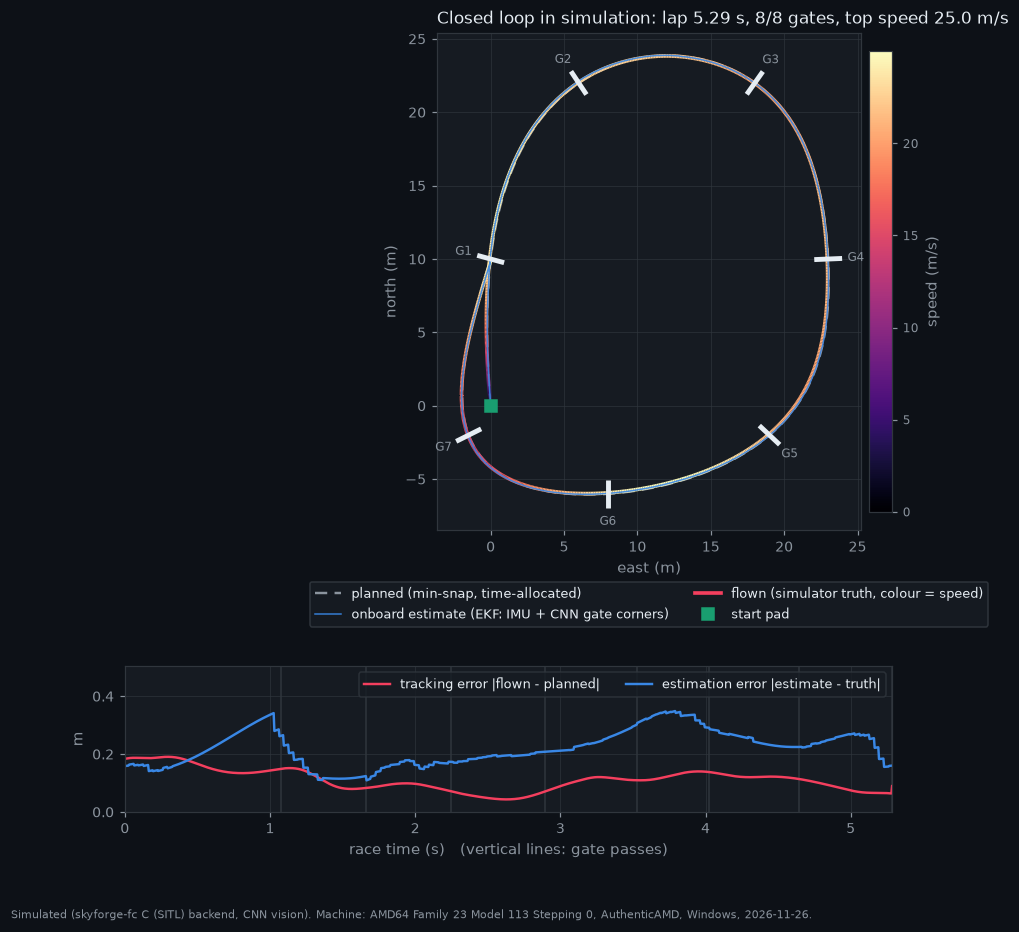 Closed loop in simulation: lap 5.29 s, 8/8 gates, top speed 25.0 m/s
25
20
15
10
5
0
−5
north (m)
G1
G2
G3
G4
G5
G6
G7
0
5
10
15
20
25
east (m)
20
15
10
5
0
speed (m/s)
planned (min-snap, time-allocated)
flown (simulator truth, colour = speed)
onboard estimate (EKF: IMU + CNN gate corners)
start pad
tracking error |flown - planned|
estimation error |estimate - truth|
0.4
0.2
0.0
m
0
1
2
3
4
5
race time (s)   (vertical lines: gate passes)
Simulated (skyforge-fc C (SITL) backend, CNN vision). Machine: AMD64 Family 23 Model 113 Stepping 0, AuthenticAMD, Windows, 2026-11-26.